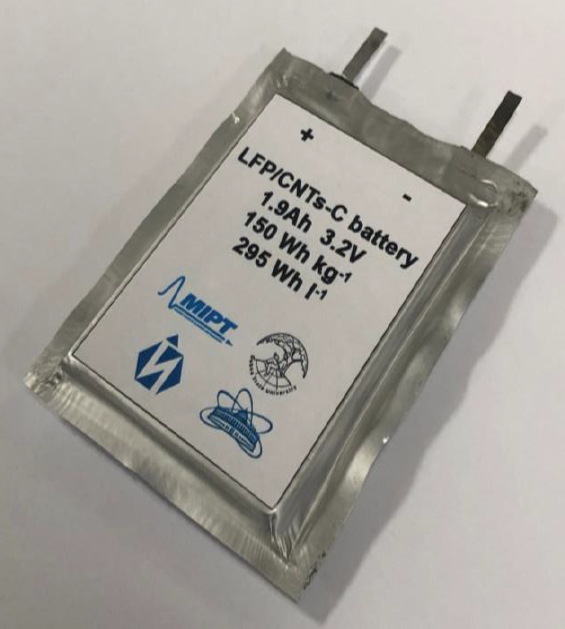 +
-
LFP/CNTs-C battery
1.9Ah 3.2V
150 Wh kg⁻¹
295 Wh l⁻¹
MIPT